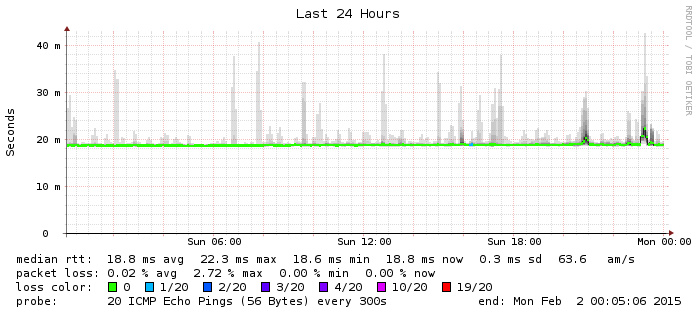 Last 24 Hours
RRDTOOL / TOBI OETIKER
Seconds
40 m
30 m
20 m
10 m
0
Sun 06:00 Sun 12:00 Sun 18:00 Mon 00:00
median rtt: 18.8 ms avg 22.3 ms max 18.6 ms min 18.8 ms now 0.3 ms sd 63.6 am/s
packet loss: 0.02 % avg 2.72 % max 0.00 % min 0.00 % now
loss color: 0 1/20 2/20 3/20 4/20 10/20 19/20
probe: 20 ICMP Echo Pings (56 Bytes) every 300s end: Mon Feb 2 00:05:06 2015